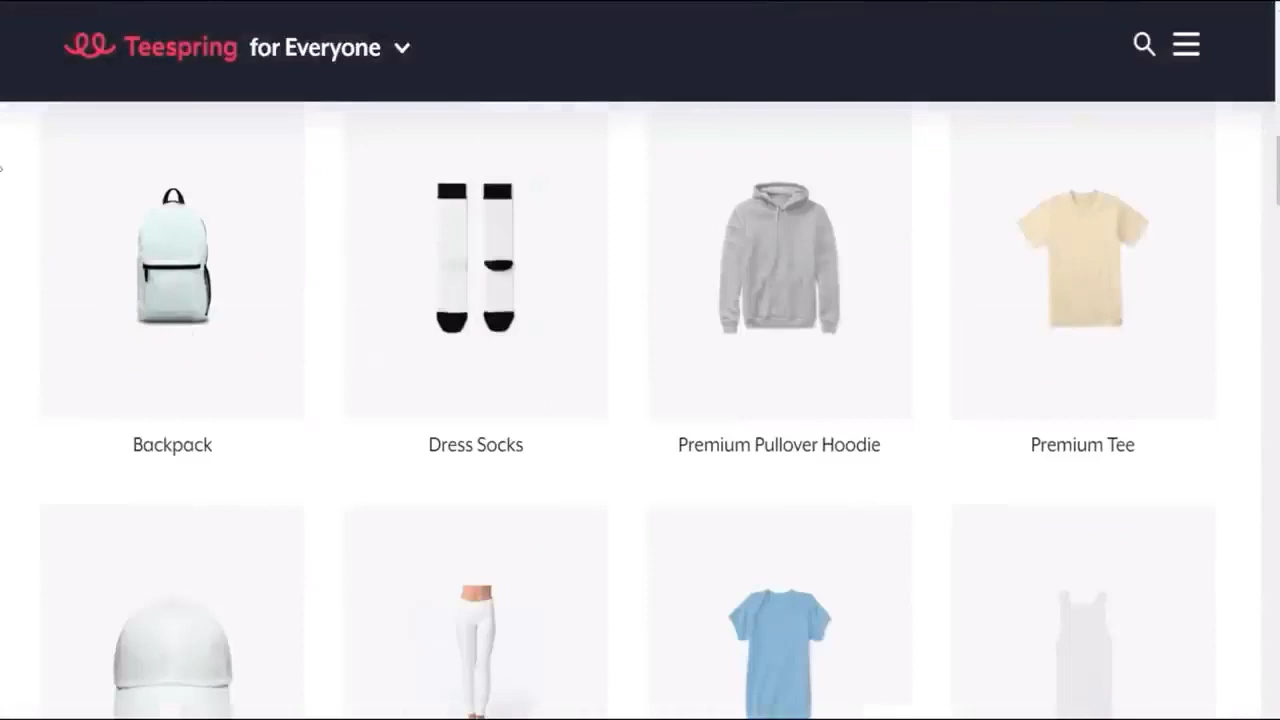 Teespring for Everyone
Backpack
Dress Socks
Premium Pullover Hoodie
Premium Tee